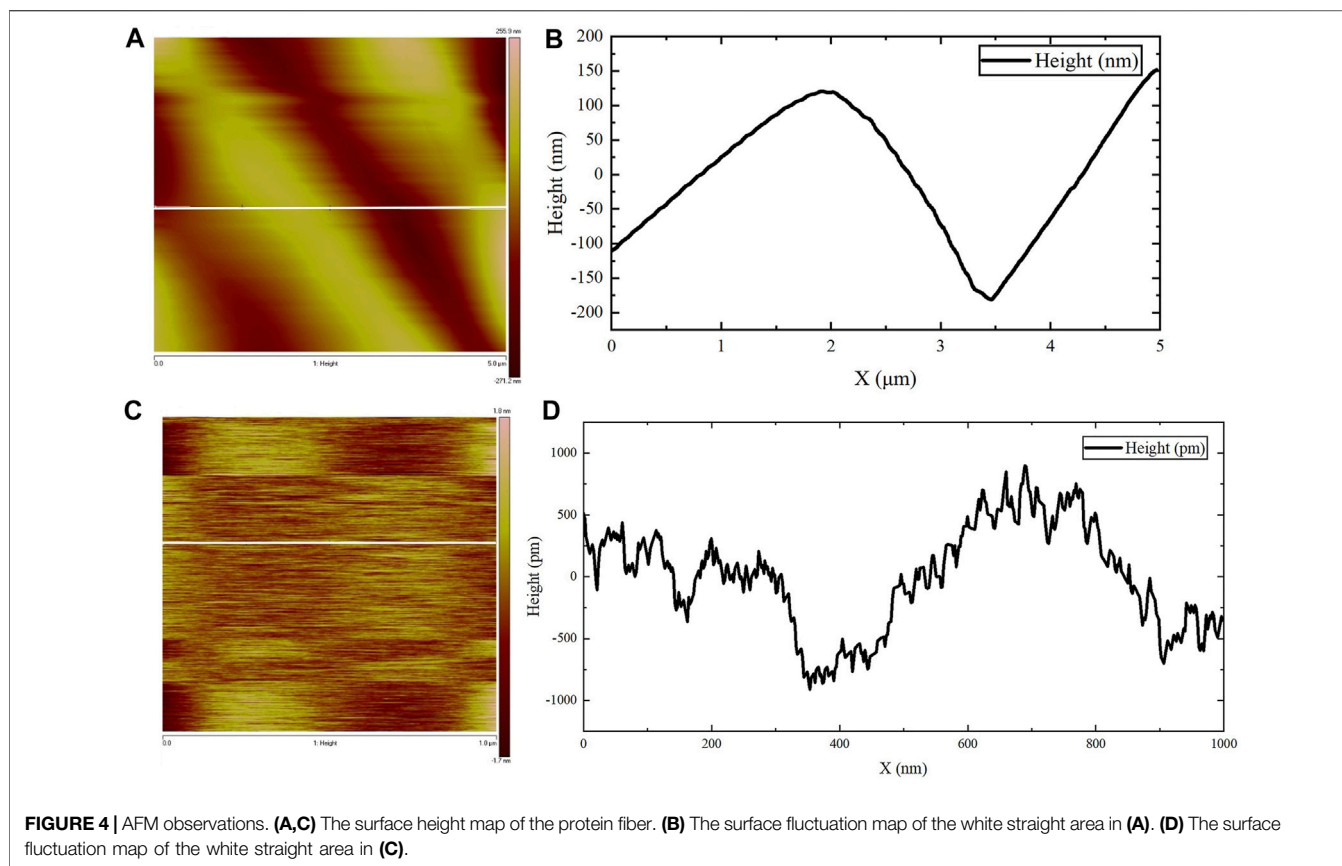 A
255.9 nm
0.0
1: Height
5.0 μm
-271.2 nm
B
Height (nm)
200
150
100
50
0
-50
-100
-150
-200
Height (nm)
0 1 2 3 4 5
X (μm)
C
1.8 nm
0.0
1: Height
1.0 μm
-1.7 nm
D
Height (pm)
1000
500
0
-500
-1000
Height (pm)
0 200 400 600 800 1000
X (nm)
FIGURE 4 | AFM observations. (A,C) The surface height map of the protein fiber. (B) The surface fluctuation map of the white straight area in (A). (D) The surface
fluctuation map of the white straight area in (C).